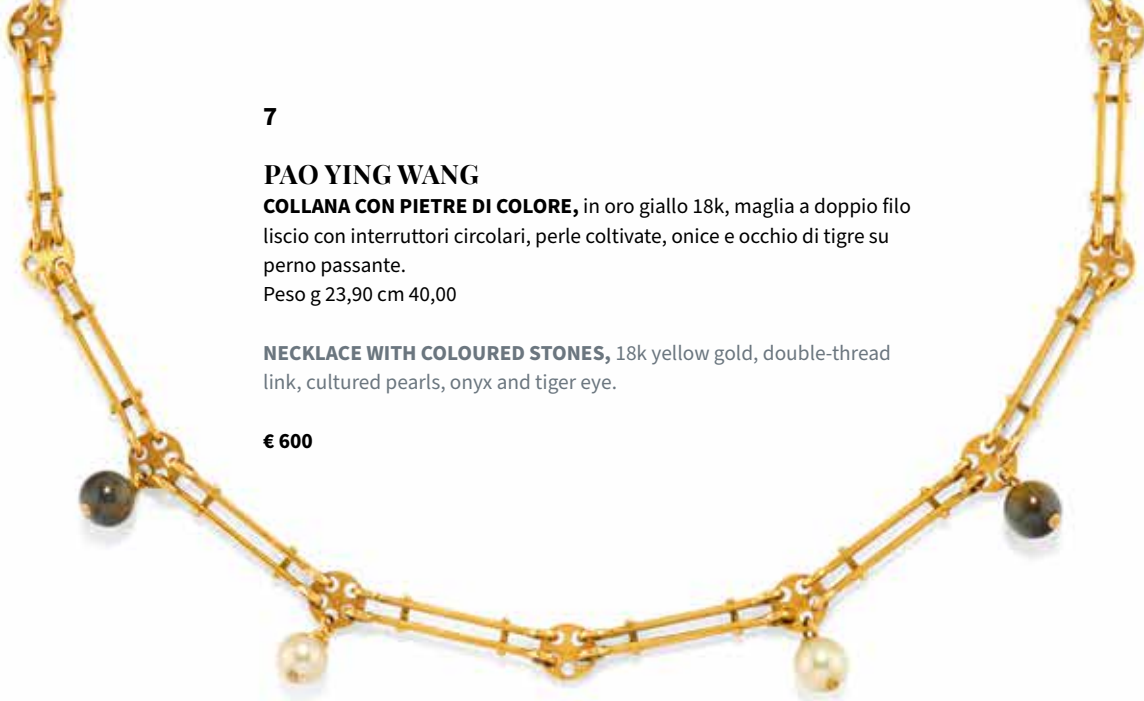 7
PAO YING WANG
COLLANA CON PIETRE DI COLORE, in oro giallo 18k, maglia a doppio filo
liscio con interruttori circolari, perle coltivate, onice e occhio di tigre su
perno passante.
Peso g 23,90 cm 40,00
NECKLACE WITH COLOURED STONES, 18k yellow gold, double-thread
link, cultured pearls, onyx and tiger eye.
€ 600